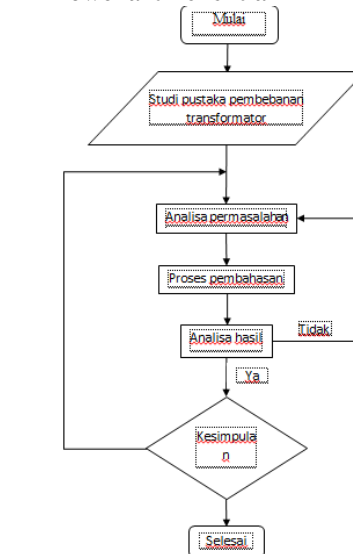 Mulai
Studi pustaka pembebanan
transformator
Analisa permasalahan
Proses pembahasan
Analisa hasil
Tidak
Ya
Kesimpula
n
Selesai